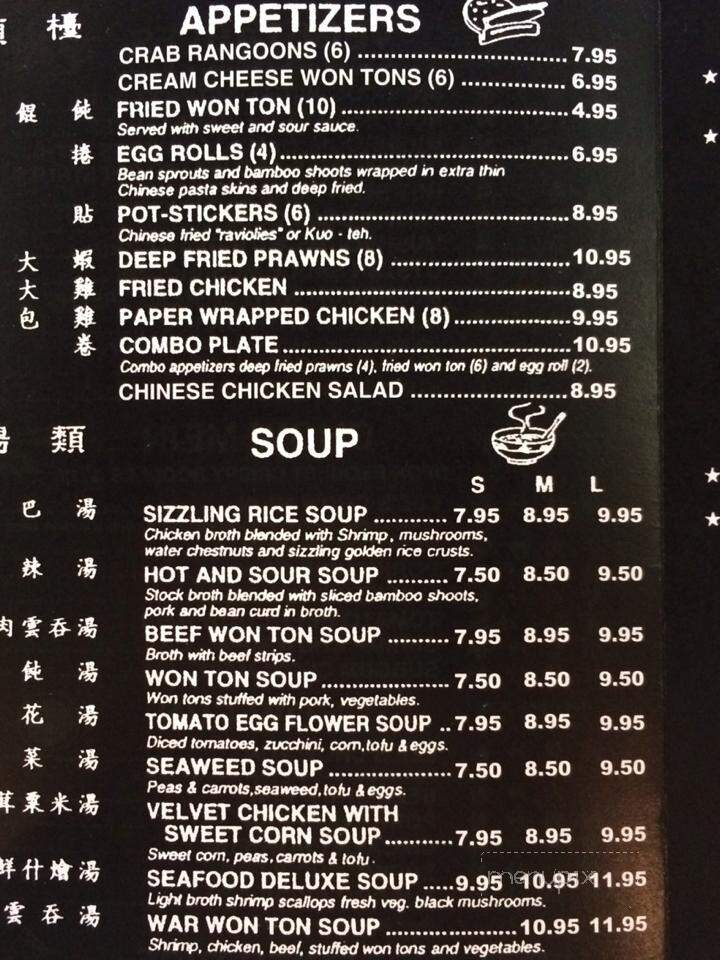 檯 APPETIZERS
CRAB RANGOONS (6) 7.95
CREAM CHEESE WON TONS (6) 6.95
餛 飩 FRIED WON TON (10) 4.95
Served with sweet and sour sauce.
捲 EGG ROLLS (4) 6.95
Bean sprouts and bamboo shoots wrapped in extra thin
Chinese pasta skins and deep fried.
貼 POT-STICKERS (6) 8.95
Chinese fried "raviolies" or Kuo - teh.
大 蝦 DEEP FRIED PRAWNS (8) 10.95
大 雞 FRIED CHICKEN 8.95
包 雞 PAPER WRAPPED CHICKEN (8) 9.95
卷 COMBO PLATE 10.95
Combo appetizers deep fried prawns (4), fried won ton (6) and egg roll (2).
CHINESE CHICKEN SALAD 8.95
湯 類 SOUP
S M L
巴 湯 SIZZLING RICE SOUP 7.95 8.95 9.95
Chicken broth blended with Shrimp, mushrooms,
water chestnuts and sizzling golden rice crusts.
辣 湯 HOT AND SOUR SOUP 7.50 8.50 9.50
Stock broth blended with sliced bamboo shoots,
pork and bean curd in broth.
肉雲吞湯 BEEF WON TON SOUP 7.95 8.95 9.95
Broth with beef strips.
飩 湯 WON TON SOUP 7.50 8.50 9.50
Won tons stuffed with pork, vegetables.
花 湯 TOMATO EGG FLOWER SOUP 7.95 8.95 9.95
Diced tomatoes, zucchini, corn,tofu & eggs.
菜 湯 SEAWEED SOUP 7.50 8.50 9.50
Peas & carrots,seaweed,tofu & eggs.
茸粟米湯 VELVET CHICKEN WITH
SWEET CORN SOUP 7.95 8.95 9.95
Sweet corn, peas, carrots & tofu.
鮮什燴湯 SEAFOOD DELUXE SOUP 9.95 10.95 11.95
Light broth shrimp scallops fresh veg. black mushrooms.
雲 吞 湯 WAR WON TON SOUP 10.95 11.95
Shrimp, chicken, beef, stuffed won tons and vegetables.